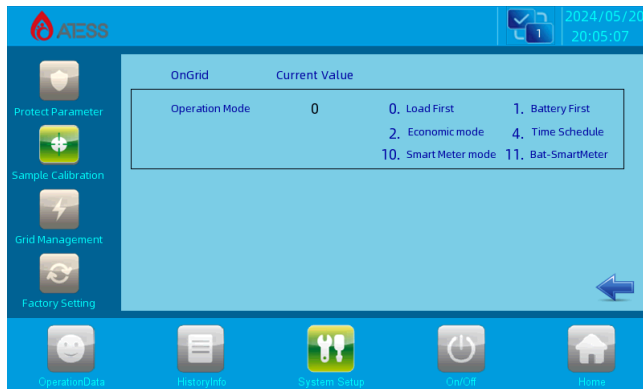 ATESS
1
2024/05/20
20:05:07
OnGrid Current Value
Protect Parameter
Operation Mode 0 0. Load First 1. Battery First
2. Economic mode 4. Time Schedule
10. Smart Meter mode 11. Bat-SmartMeter
Sample Calibration
Grid Management
Factory Setting
OperationData HistoryInfo System Setup On/Off Home